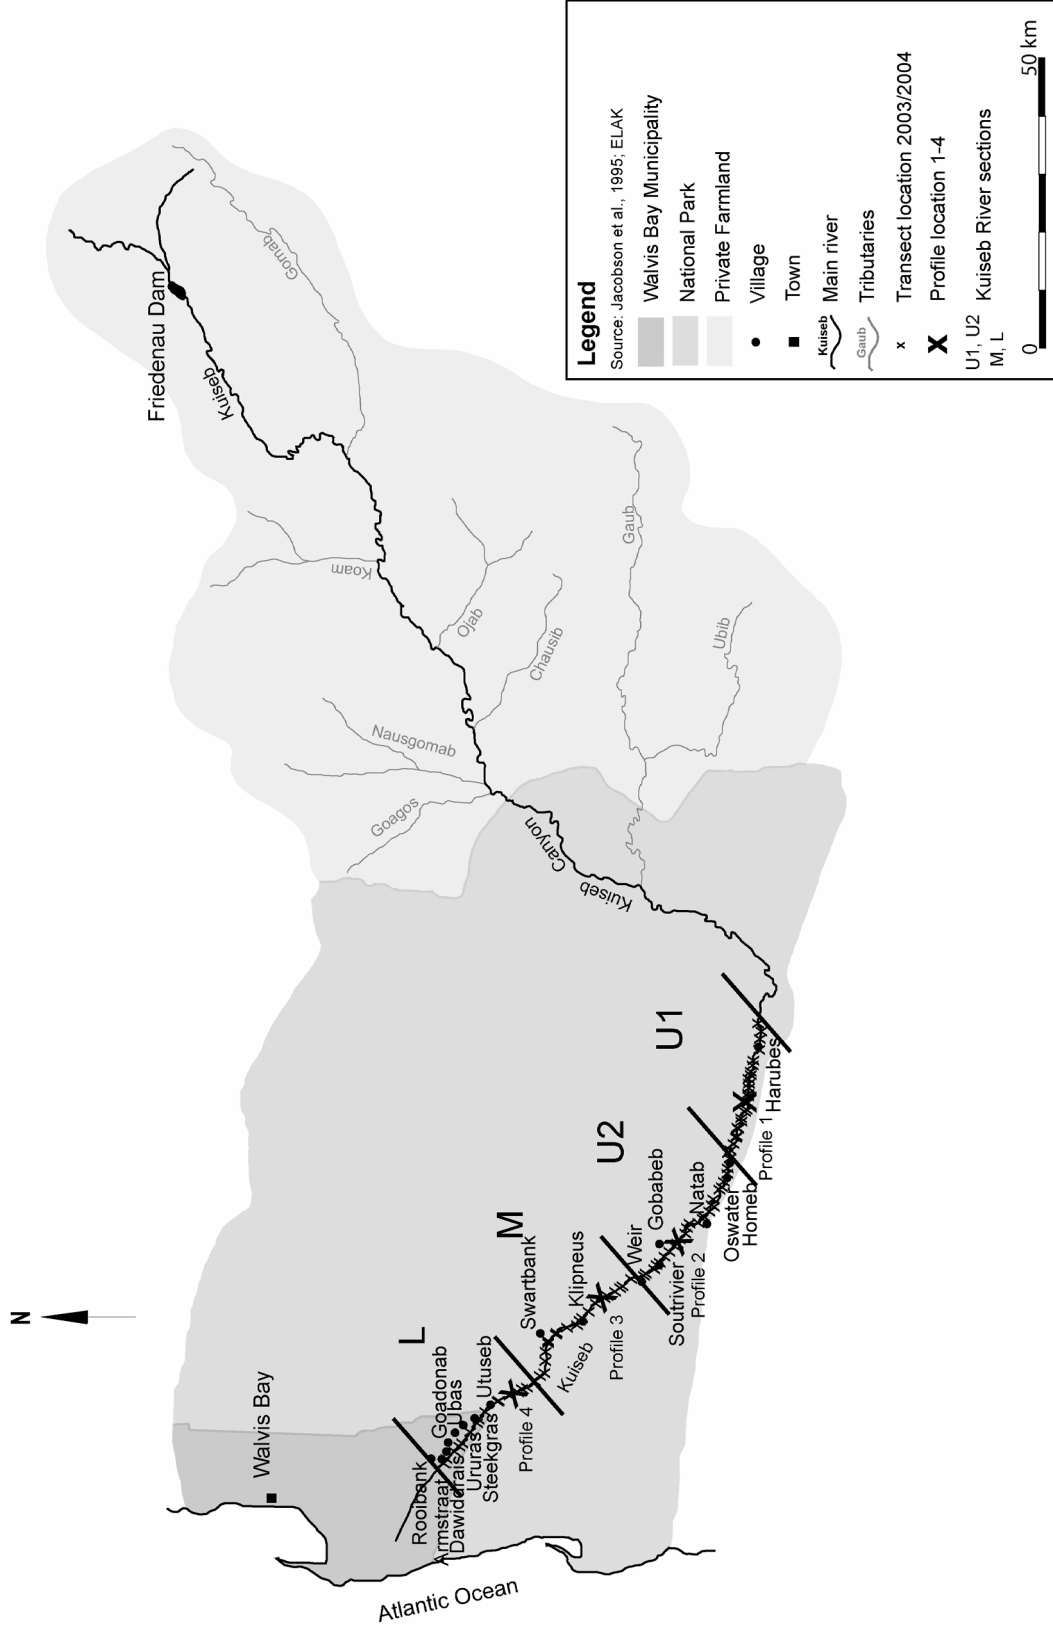 N
Friedenau Dam
Kuiseb
Gomab
Koam
Ojab
Chausib
Nausgomab
Goagos
Gaub
Ubib
Kuiseb
Canyon
Walvis Bay
Atlantic Ocean
L
M
U2
U1
Rooibank
Armstraat
Dawiddrais
Ururas
Steekgras
Goadonab
Ubas
Utuseb
Profile 4
Swartbank
Kuiseb
Klipneus
Profile 3
Weir
Soutrivier
Profile 2
Gobabeb
Natab
Oswater
Homeb
Profile 1
Harubes
Legend
Source: Jacobson et al., 1995; ELAK
Walvis Bay Municipality
National Park
Private Farmland
Village
Town
Kuiseb Main river
Gaub Tributaries
x Transect location 2003/2004
X Profile location 1-4
U1, U2
M, L Kuiseb River sections
0 50 km